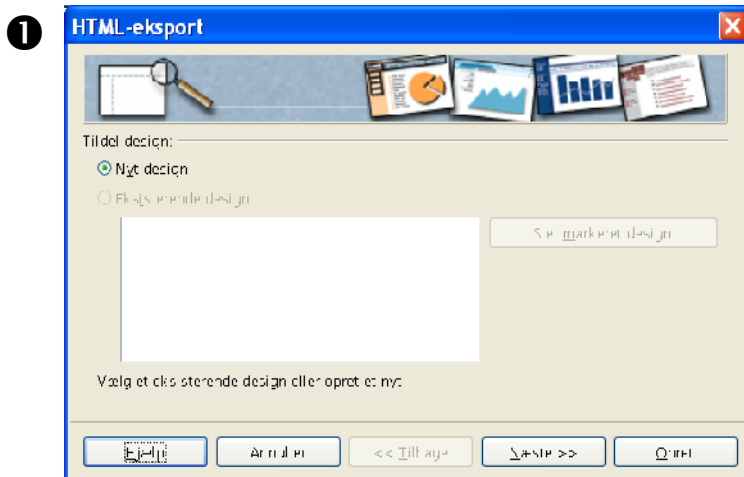 ❶
HTML-eksport
Tildel design:
Nyt design
Eksisterende design
Slet markeret design
Vælg et eksisterende design eller opret et nyt
Hjælp
Annuller
<< Tilbage
Næste >>
Opret